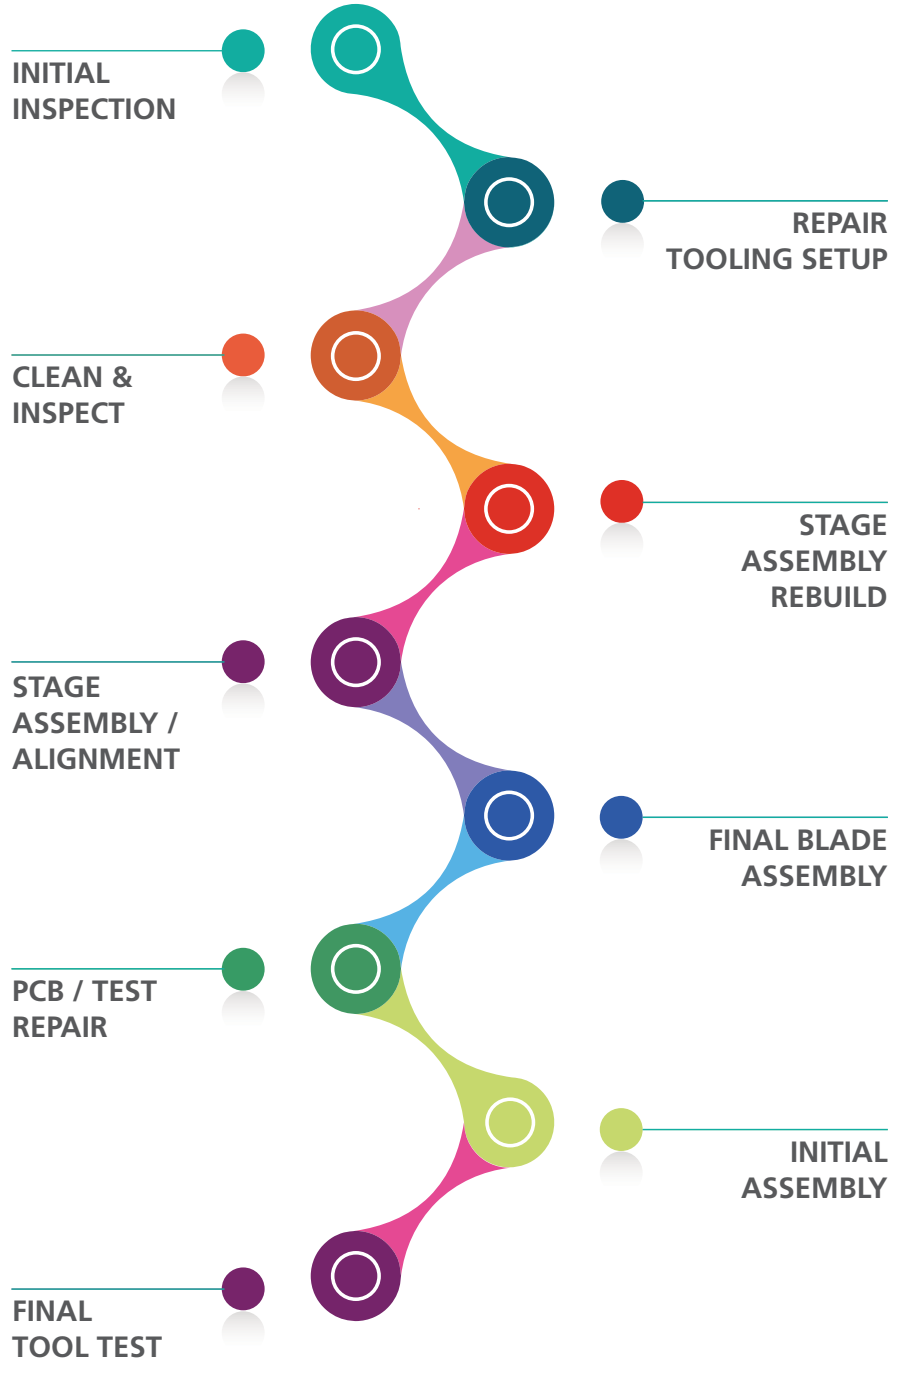 INITIAL
INSPECTION
REPAIR
TOOLING SETUP
CLEAN &
INSPECT
STAGE
ASSEMBLY
REBUILD
STAGE
ASSEMBLY /
ALIGNMENT
FINAL BLADE
ASSEMBLY
PCB / TEST
REPAIR
INITIAL
ASSEMBLY
FINAL
TOOL TEST